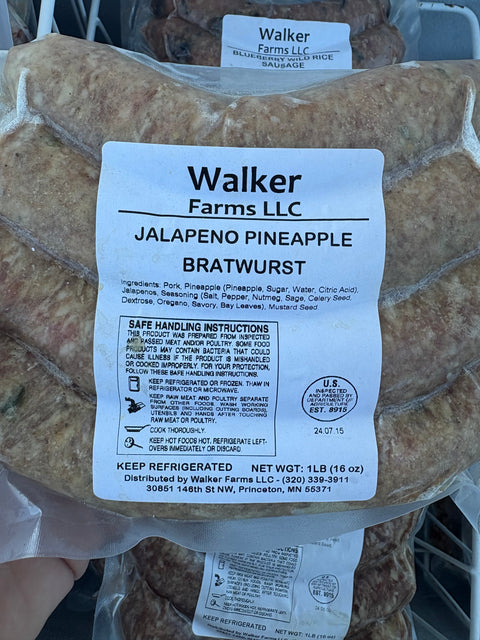 Walker
Farms LLC
BLUEBERRY WILD RICE
SAUSAGE
Walker
Farms LLC
JALAPENO PINEAPPLE
BRATWURST
Ingredients: Pork, Pineapple (Pineapple, Sugar, Water, Citric Acid),
Jalapenos, Seasoning (Salt, Pepper, Nutmeg, Sage, Celery Seed,
Dextrose, Oregano, Savory, Bay Leaves), Mustard Seed
SAFE HANDLING INSTRUCTIONS
THIS PRODUCT WAS PREPARED FROM INSPECTED
AND PASSED MEAT AND/OR POULTRY. SOME FOOD
PRODUCTS MAY CONTAIN BACTERIA THAT COULD
CAUSE ILLNESS IF THE PRODUCT IS MISHANDLED
OR COOKED IMPROPERLY. FOR YOUR PROTECTION,
FOLLOW THESE SAFE HANDLING INSTRUCTIONS.
KEEP REFRIGERATED OR FROZEN. THAW IN
REFRIGERATOR OR MICROWAVE.
KEEP RAW MEAT AND POULTRY SEPARATE
FROM OTHER FOODS. WASH WORKING
SURFACES (INCLUDING CUTTING BOARDS),
UTENSILS AND HANDS AFTER TOUCHING
RAW MEAT OR POULTRY.
COOK THOROUGHLY.
KEEP HOT FOODS HOT. REFRIGERATE LEFT-
OVERS IMMEDIATELY OR DISCARD.
U.S.
INSPECTED
AND PASSED BY
DEPARTMENT OF
AGRICULTURE
EST. 8915
24.07.15
KEEP REFRIGERATED NET WGT: 1LB (16 oz)
Distributed by Walker Farms LLC - (320) 339-3911
30851 146th St NW, Princeton, MN 55371
EST. 8915
KEEP REFRIGERATED NET WGT: 1LB (16 oz)